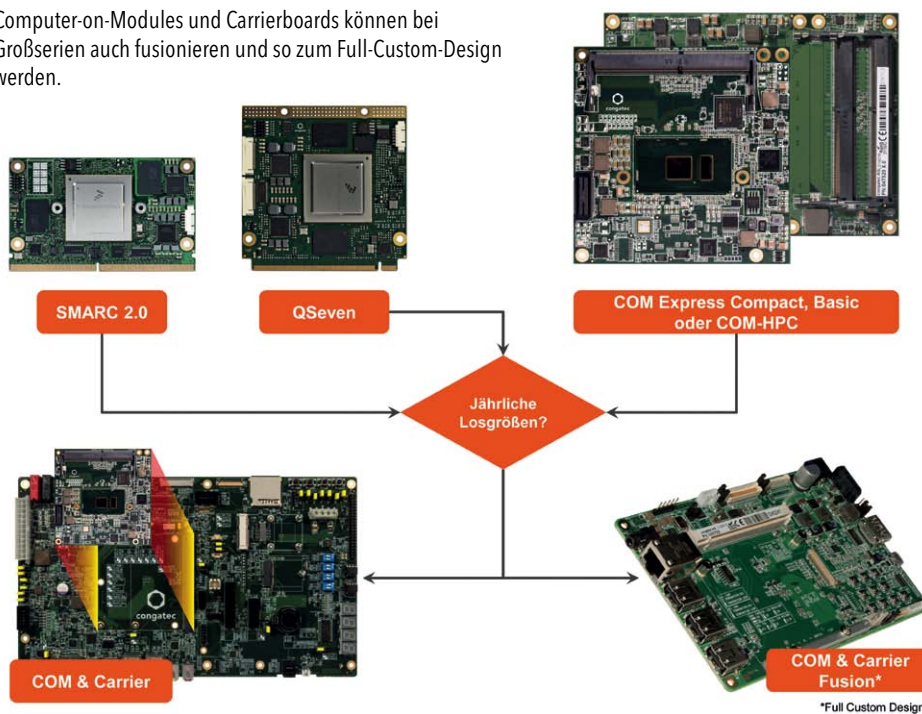 Computer-on-Modules und Carrierboards können bei
Großserien auch fusionieren und so zum Full-Custom-Design
werden.
congatec
congatec
SMARC 2.0
QSeven
COM Express Compact, Basic
oder COM-HPC
Jährliche
Losgrößen?
congatec
COM & Carrier
COM & Carrier
Fusion*
*Full Custom Design